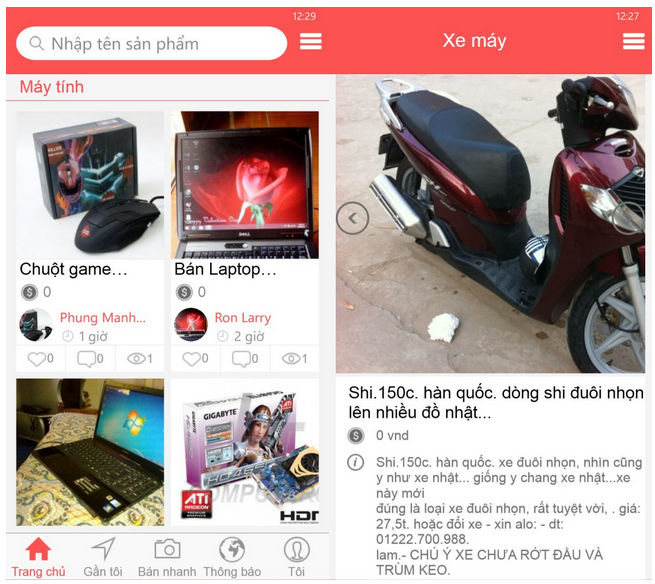 12:29
Nhập tên sản phẩm
Máy tính
Chuột game...
0
Phung Manh...
1 giờ
0 0 1
Bán Laptop...
0
Ron Larry
2 giờ
0 0 1
DELL
GIGABYTE
ATI
RADEON
HDMI
Trang chủ
Gần tôi
Bán nhanh
Thông báo
Tôi
12:27
Xe máy
Shi.150c. hàn quốc. dòng shi đuôi nhọn
lên nhiều đồ nhật...
0 vnd
Shi.150c. hàn quốc. xe đuôi nhọn, nhìn cũng
y như xe nhật... giống y chang xe nhật...xe
này mới
đúng là loại xe đuôi nhọn, rất tuyệt vời, . giá:
27,5t. hoặc đổi xe - xin alo: - dt:
01222.700.988.
lam.- CHÚ Ý XE CHƯA RỚT ĐẦU VÀ
TRÙM KEO.